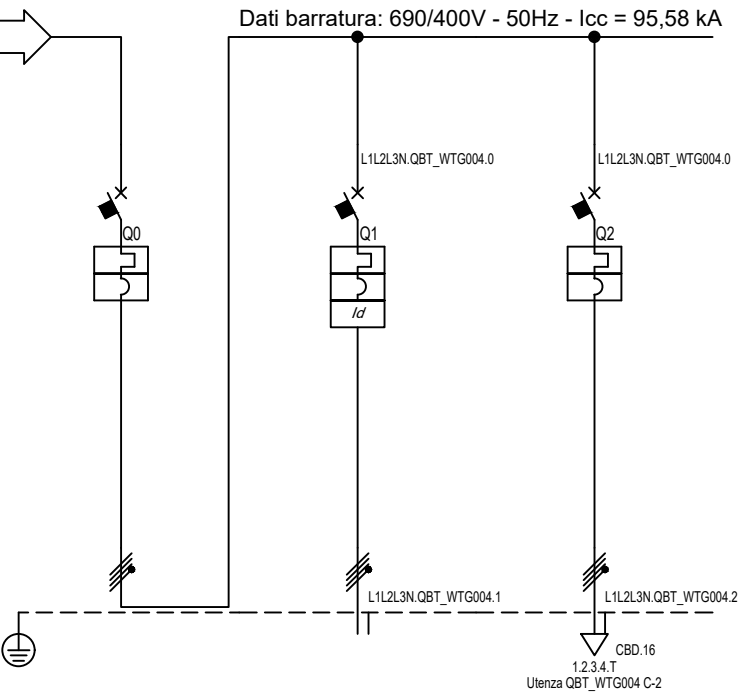 Dati barratura: 690/400V - 50Hz - Icc = 95,58 kA
L1L2L3N.QBT_WTG004.0
L1L2L3N.QBT_WTG004.0
Q0
Q1
Q2
Id
L1L2L3N.QBT_WTG004.1
L1L2L3N.QBT_WTG004.2
CBD.16
1.2.3.4.T
Utenza QBT_WTG004 C-2